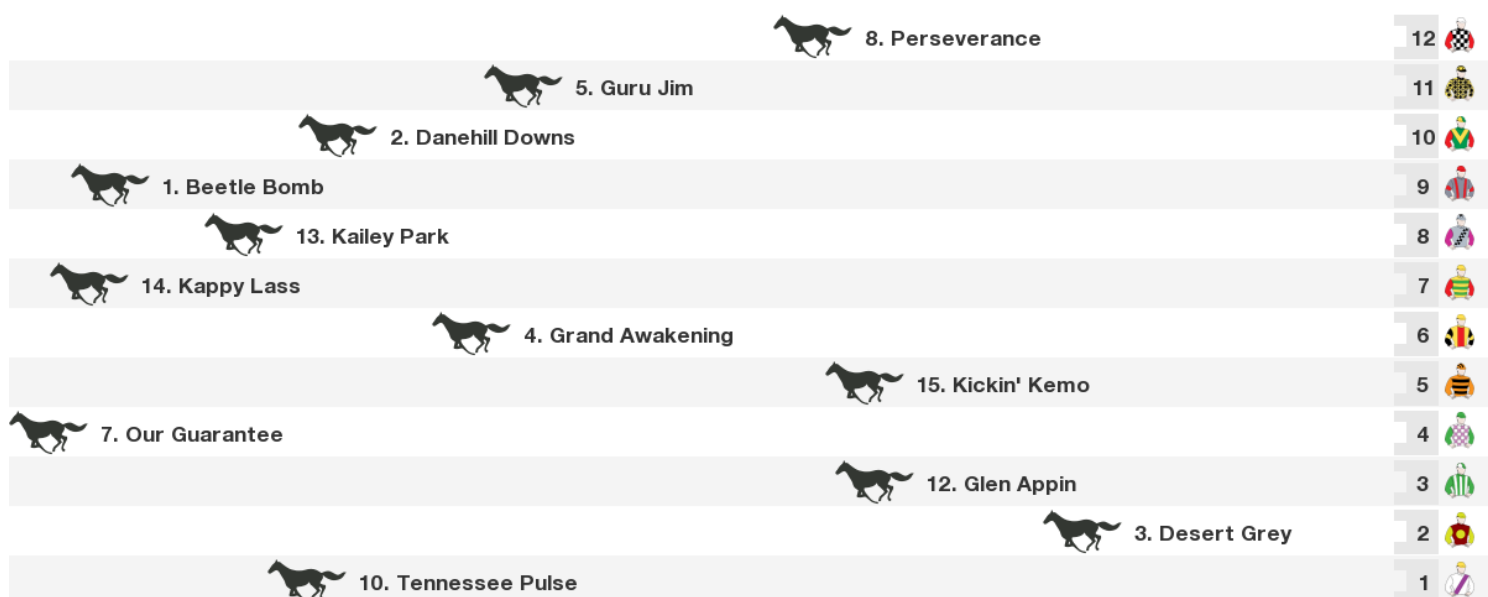 8. Perseverance 12
5. Guru Jim 11
2. Danehill Downs 10
1. Beetle Bomb 9
13. Kailey Park 8
14. Kappy Lass 7
4. Grand Awakening 6
15. Kickin' Kemo 5
7. Our Guarantee 4
12. Glen Appin 3
3. Desert Grey 2
10. Tennessee Pulse 1